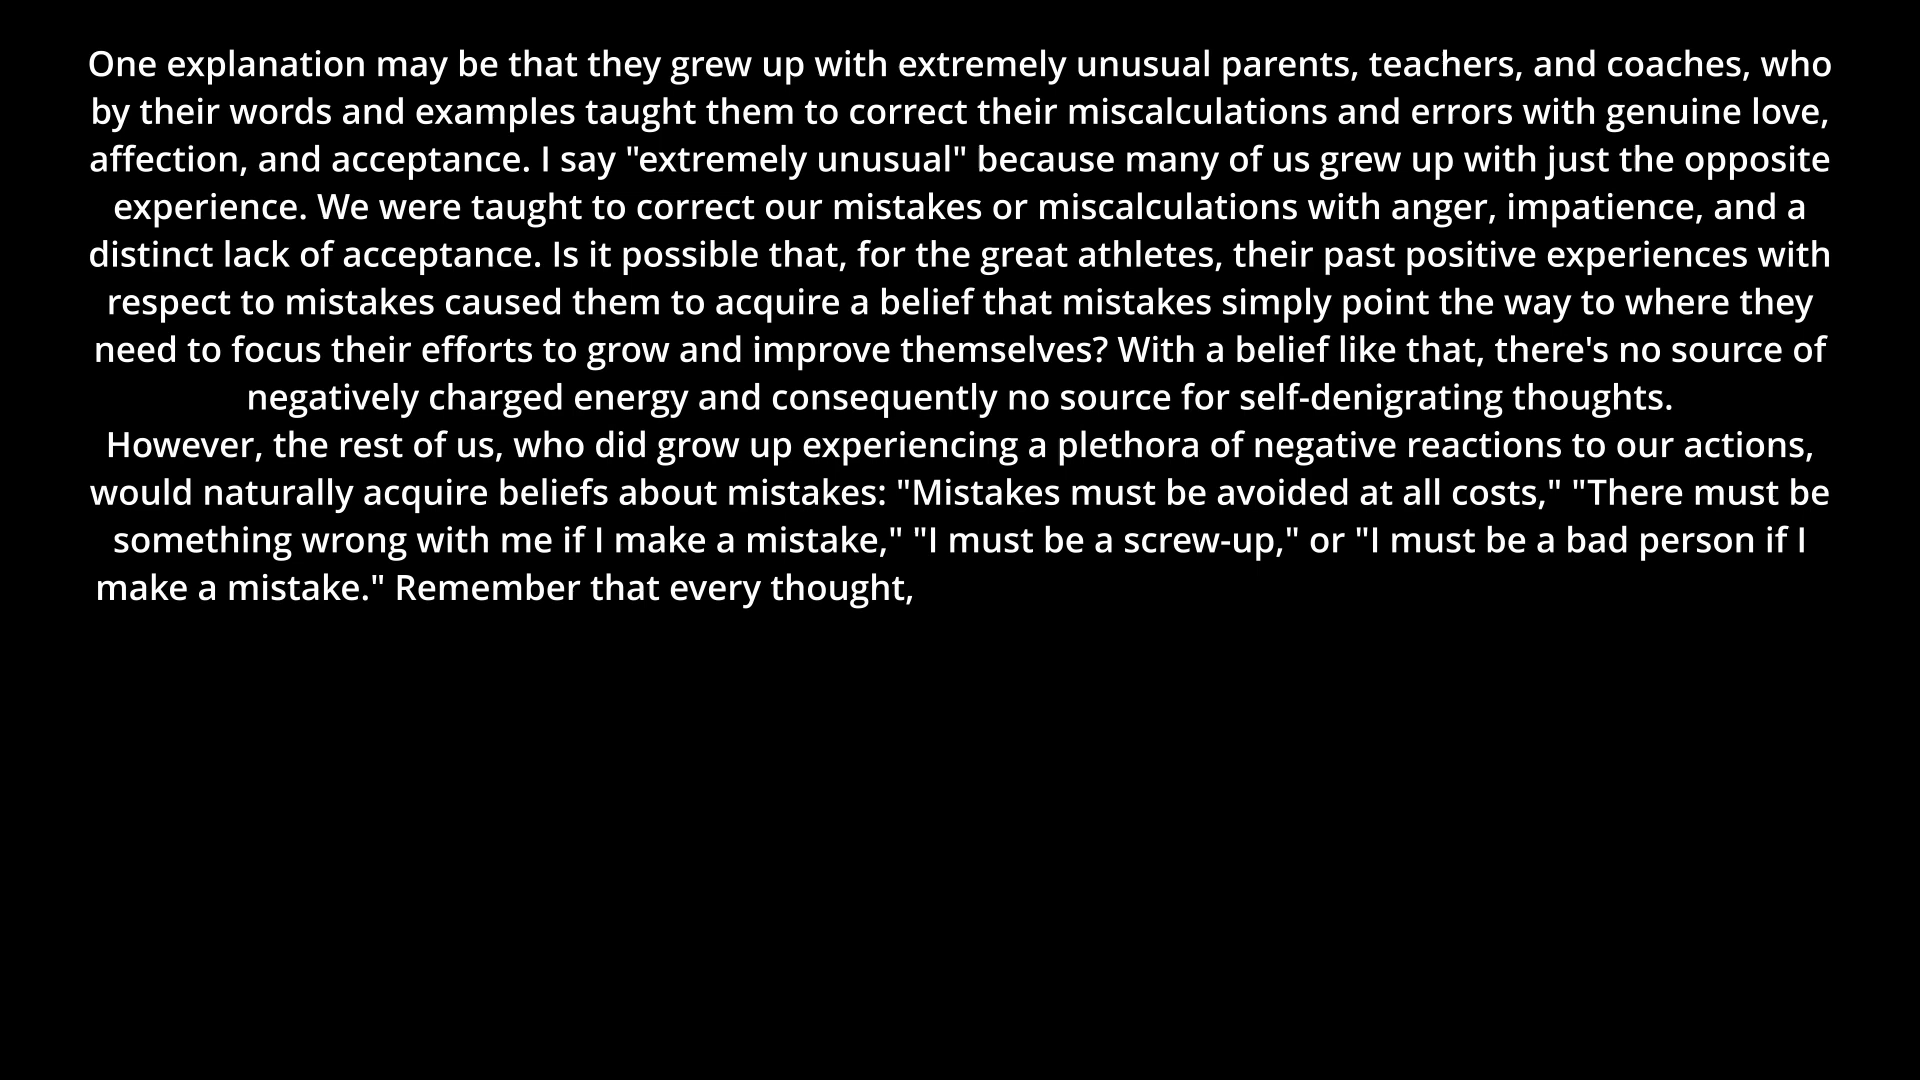 One explanation may be that they grew up with extremely unusual parents, teachers, and coaches, who
by their words and examples taught them to correct their miscalculations and errors with genuine love,
affection, and acceptance. I say "extremely unusual" because many of us grew up with just the opposite
experience. We were taught to correct our mistakes or miscalculations with anger, impatience, and a
distinct lack of acceptance. Is it possible that, for the great athletes, their past positive experiences with
respect to mistakes caused them to acquire a belief that mistakes simply point the way to where they
need to focus their efforts to grow and improve themselves? With a belief like that, there's no source of
negatively charged energy and consequently no source for self-denigrating thoughts.
However, the rest of us, who did grow up experiencing a plethora of negative reactions to our actions,
would naturally acquire beliefs about mistakes: "Mistakes must be avoided at all costs," "There must be
something wrong with me if I make a mistake," "I must be a screw-up," or "I must be a bad person if I
make a mistake." Remember that every thought,